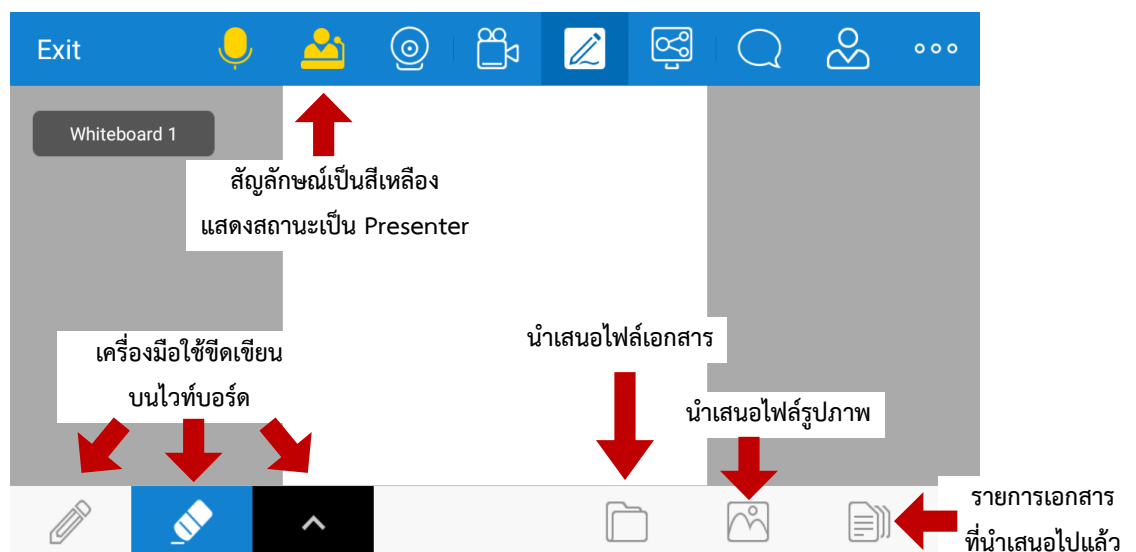 Exit
Whiteboard 1
สัญลักษณ์เป็นสีเหลือง
แสดงสถานะเป็น Presenter
เครื่องมือใช้ขีดเขียน
บนไวท์บอร์ด
นำเสนอไฟล์เอกสาร
นำเสนอไฟล์รูปภาพ
รายการเอกสาร
ที่นำเสนอไปแล้ว